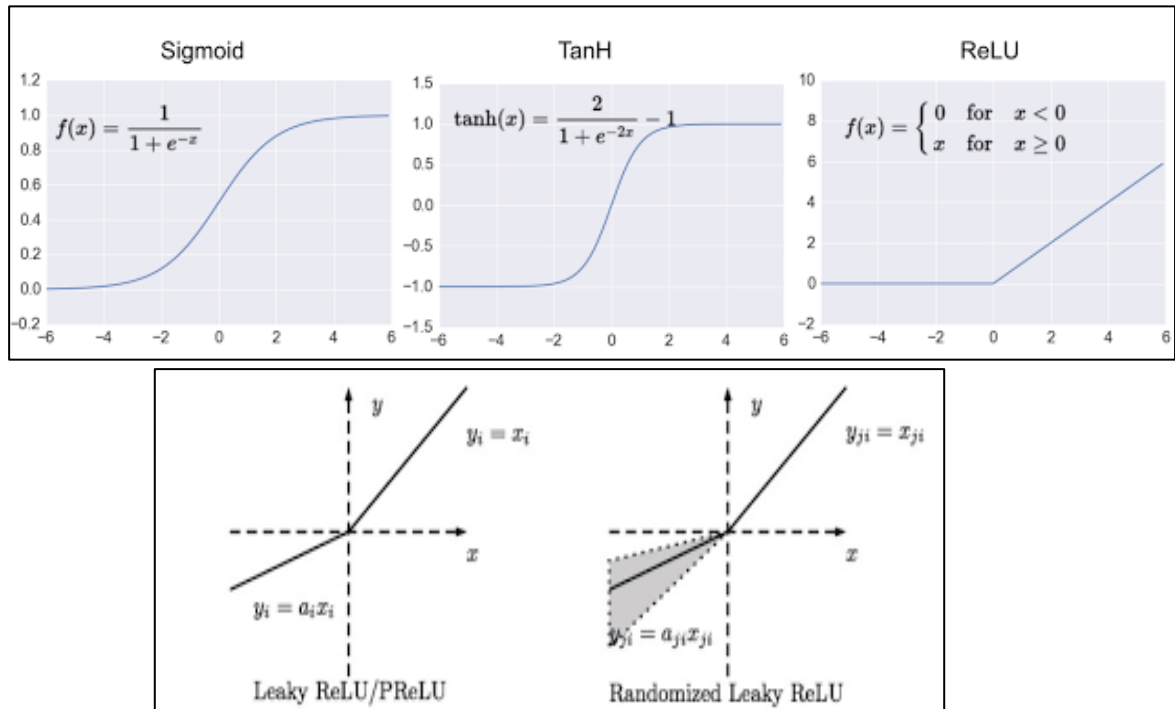 Sigmoid
1.2
1.0
0.8
0.6
0.4
0.2
0.0
−0.2
−6 −4 −2 0 2 4 6
f(x) = 1 / (1 + e^{−x})
TanH
1.5
1.0
0.5
0.0
−0.5
−1.0
−1.5
−6 −4 −2 0 2 4 6
tanh(x) = 2 / (1 + e^{−2x}) − 1
ReLU
10
8
6
4
2
0
−2
−6 −4 −2 0 2 4 6
f(x) = { 0 for x < 0
x for x ≥ 0
y
y_i = x_i
x
y_i = a_i x_i
Leaky ReLU/PReLU
y
y_{ji} = x_{ji}
x
y_{ji} = a_{ji} x_{ji}
Randomized Leaky ReLU